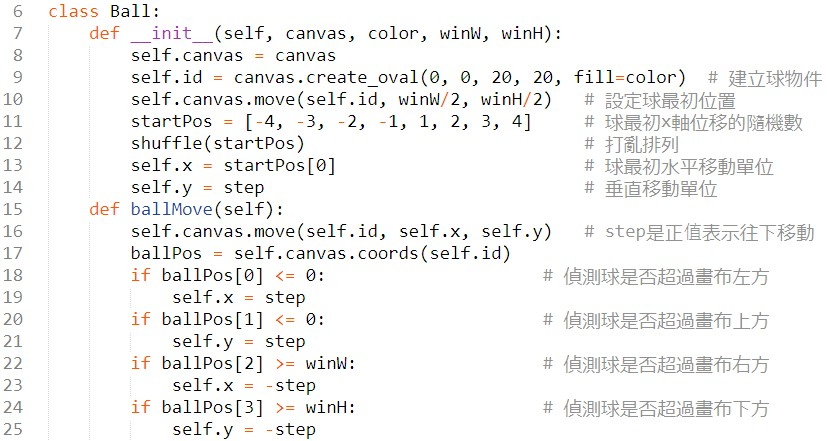 6 class Ball:
7     def __init__(self, canvas, color, winW, winH):
8         self.canvas = canvas
9         self.id = canvas.create_oval(0, 0, 20, 20, fill=color)  # 建立球物件
10         self.canvas.move(self.id, winW/2, winH/2)   # 設定球最初位置
11         startPos = [-4, -3, -2, -1, 1, 2, 3, 4]     # 球最初x軸位移的隨機數
12         shuffle(startPos)                           # 打亂排列
13         self.x = startPos[0]                        # 球最初水平移動單位
14         self.y = step                               # 垂直移動單位
15     def ballMove(self):
16         self.canvas.move(self.id, self.x, self.y)   # step是正值表示往下移動
17         ballPos = self.canvas.coords(self.id)
18         if ballPos[0] <= 0:                     # 偵測球是否超過畫布左方
19             self.x = step
20         if ballPos[1] <= 0:                     # 偵測球是否超過畫布上方
21             self.y = step
22         if ballPos[2] >= winW:                  # 偵測球是否超過畫布右方
23             self.x = -step
24         if ballPos[3] >= winH:                  # 偵測球是否超過畫布下方
25             self.y = -step